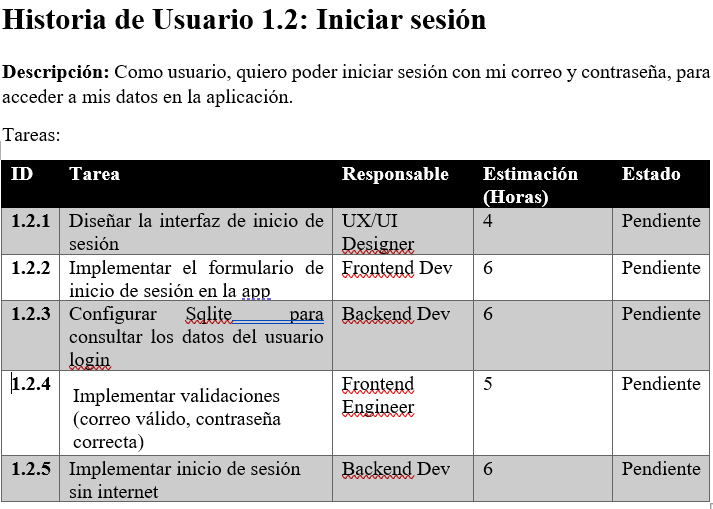 Historia de Usuario 1.2: Iniciar sesión
Descripción: Como usuario, quiero poder iniciar sesión con mi correo y contraseña, para
acceder a mis datos en la aplicación.
Tareas:
ID Tarea Responsable Estimación (Horas) Estado
1.2.1 Diseñar la interfaz de inicio de sesión UX/UI Designer 4 Pendiente
1.2.2 Implementar el formulario de inicio de sesión en la app Frontend Dev 6 Pendiente
1.2.3 Configurar Sqlite para consultar los datos del usuario login Backend Dev 6 Pendiente
1.2.4 Implementar validaciones (correo válido, contraseña correcta) Frontend Engineer 5 Pendiente
1.2.5 Implementar inicio de sesión sin internet Backend Dev 6 Pendiente